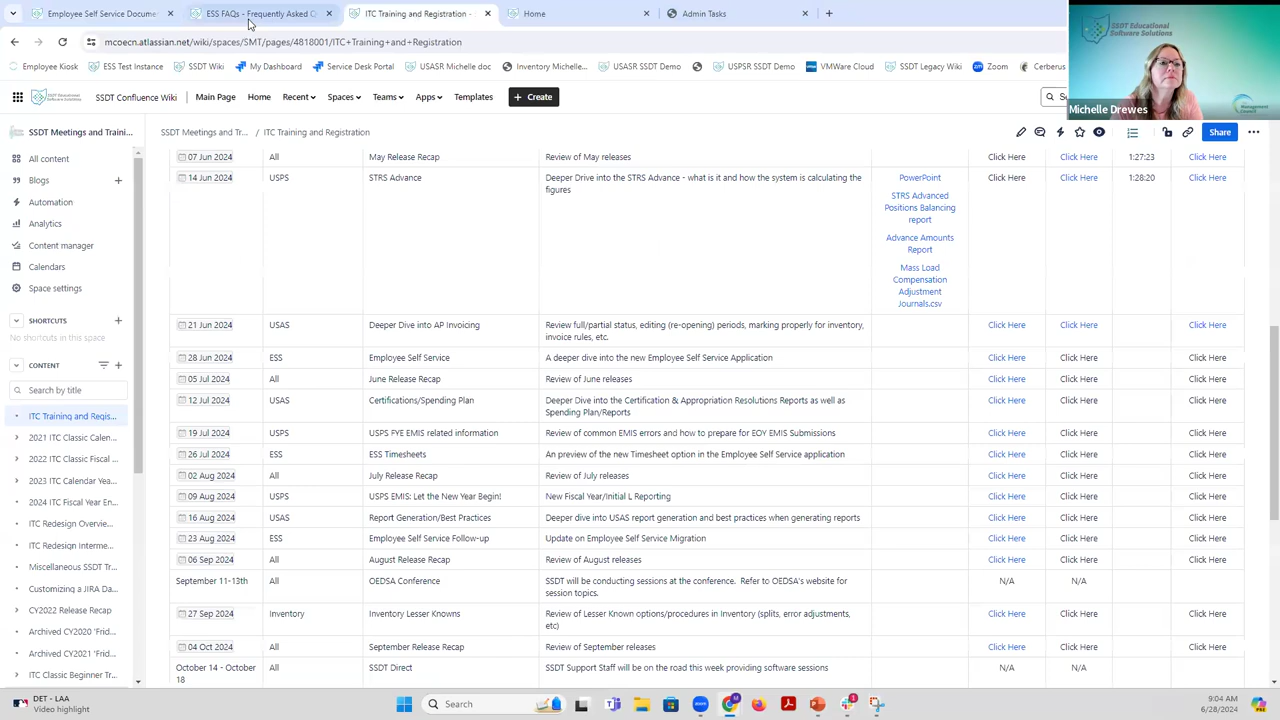 Employee Self Service Docume
ESS FAQs - Frequently Asked
ITC Training and Registration -
Home
Admin Tasks
mcoecn.atlassian.net/wiki/spaces/SMT/pages/4818001/ITC+Training+and+Registration
Employee Kiosk
ESS Test Instance
SSDT Wiki
My Dashboard
Service Desk Portal
USASR Michelle doc
Inventory Michelle...
USASR SSDT Demo
USPSR SSDT Demo
VMWare Cloud
SSDT Legacy Wiki
Zoom
Cerberus
SSDT Educational
Software Solutions
Management
Council
Michelle Drewes
SSDT Educational
Software Solutions
SSDT Confluence Wiki
Main Page
Home
Recent
Spaces
Teams
Apps
Templates
+ Create
SSDT Meetings and Traini...
SSDT Meetings and Tr...
/ ITC Training and Registration
Share
All content
Blogs
Automation
Analytics
Content manager
Calendars
Space settings
SHORTCUTS
No shortcuts in this space
CONTENT
Search by title
ITC Training and Regis...
2021 ITC Classic Calen...
2022 ITC Classic Fiscal ...
2023 ITC Calendar Yea...
2024 ITC Fiscal Year En...
ITC Redesign Overvie...
ITC Redesign Interme...
Miscellaneous SSDT Tr...
Customizing a JIRA Da...
CY2022 Release Recap
Archived CY2020 'Frid...
Archived CY2021 'Frid...
ITC Classic Beginner Tr...
07 Jun 2024 All May Release Recap Review of May releases Click Here Click Here 1:27:23 Click Here
14 Jun 2024 USPS STRS Advance Deeper Dive into the STRS Advance - what is it and how the system is calculating the PowerPoint Click Here Click Here 1:28:20 Click Here
figures
STRS Advanced
Positions Balancing
report
Advance Amounts
Report
Mass Load
Compensation
Adjustment
Journals.csv
21 Jun 2024 USAS Deeper Dive into AP Invoicing Review full/partial status, editing (re-opening) periods, marking properly for inventory, Click Here Click Here Click Here
invoice rules, etc.
28 Jun 2024 ESS Employee Self Service A deeper dive into the new Employee Self Service Application Click Here Click Here Click Here
05 Jul 2024 All June Release Recap Review of June releases Click Here Click Here Click Here
12 Jul 2024 USAS Certifications/Spending Plan Deeper Dive into the Certification & Appropriation Resolutions Reports as well as Click Here Click Here Click Here
Spending Plan/Reports
19 Jul 2024 USPS USPS FYE EMIS related information Review of common EMIS errors and how to prepare for EOY EMIS Submissions Click Here Click Here Click Here
26 Jul 2024 ESS ESS Timesheets An preview of the new Timesheet option in the Employee Self Service application Click Here Click Here Click Here
02 Aug 2024 All July Release Recap Review of July releases Click Here Click Here Click Here
09 Aug 2024 USPS USPS EMIS: Let the New Year Begin! New Fiscal Year/Initial L Reporting Click Here Click Here Click Here
16 Aug 2024 USAS Report Generation/Best Practices Deeper dive into USAS report generation and best practices when generating reports Click Here Click Here Click Here
23 Aug 2024 ESS Employee Self Service Follow-up Update on Employee Self Service Migration Click Here Click Here Click Here
06 Sep 2024 All August Release Recap Review of August releases Click Here Click Here Click Here
September 11-13th All OEDSA Conference SSDT will be conducting sessions at the conference. Refer to OEDSA's website for N/A N/A
session topics.
27 Sep 2024 Inventory Inventory Lesser Knowns Review of Lesser Known options/procedures in Inventory (splits, error adjustments, Click Here Click Here Click Here
etc)
04 Oct 2024 All September Release Recap Review of September releases Click Here Click Here Click Here
October 14 - October All SSDT Direct SSDT Support Staff will be on the road this week providing software sessions N/A N/A
18
DET - LAA
Video highlight
Search
9:04 AM
6/28/2024